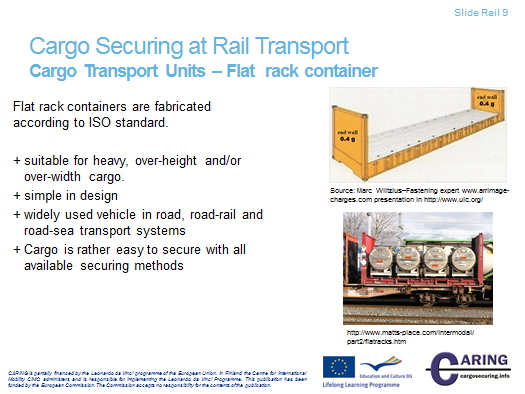 Slide Rail 9
Cargo Securing at Rail Transport
Cargo Transport Units – Flat rack container
Flat rack containers are fabricated
according to ISO standard.
+ suitable for heavy, over-height and/or
over-width cargo.
+ simple in design
+ widely used vehicle in road, road-rail and
road-sea transport systems
+ Cargo is rather easy to secure with all
available securing methods
end wall
0.4 g
end wall
0.4 g
Source: Marc Wiltzius–Fastening expert www.arrimage-
charges.com presentation in http://www.uic.org/
http://www.matts-place.com/intermodal/
part2/flatracks.htm
CARING is partially financed by the Leonardo da Vinci programme of the European Union. In Finland the Centre for International
Mobility CIMO administers and is responsible for implementing the Leonardo da Vinci Programme. This publication has been
funded by the European Commission. The Commission accepts no responsibility for the contents of the publication.
Education and Culture DG
Lifelong Learning Programme
CARING
cargosecuring.info